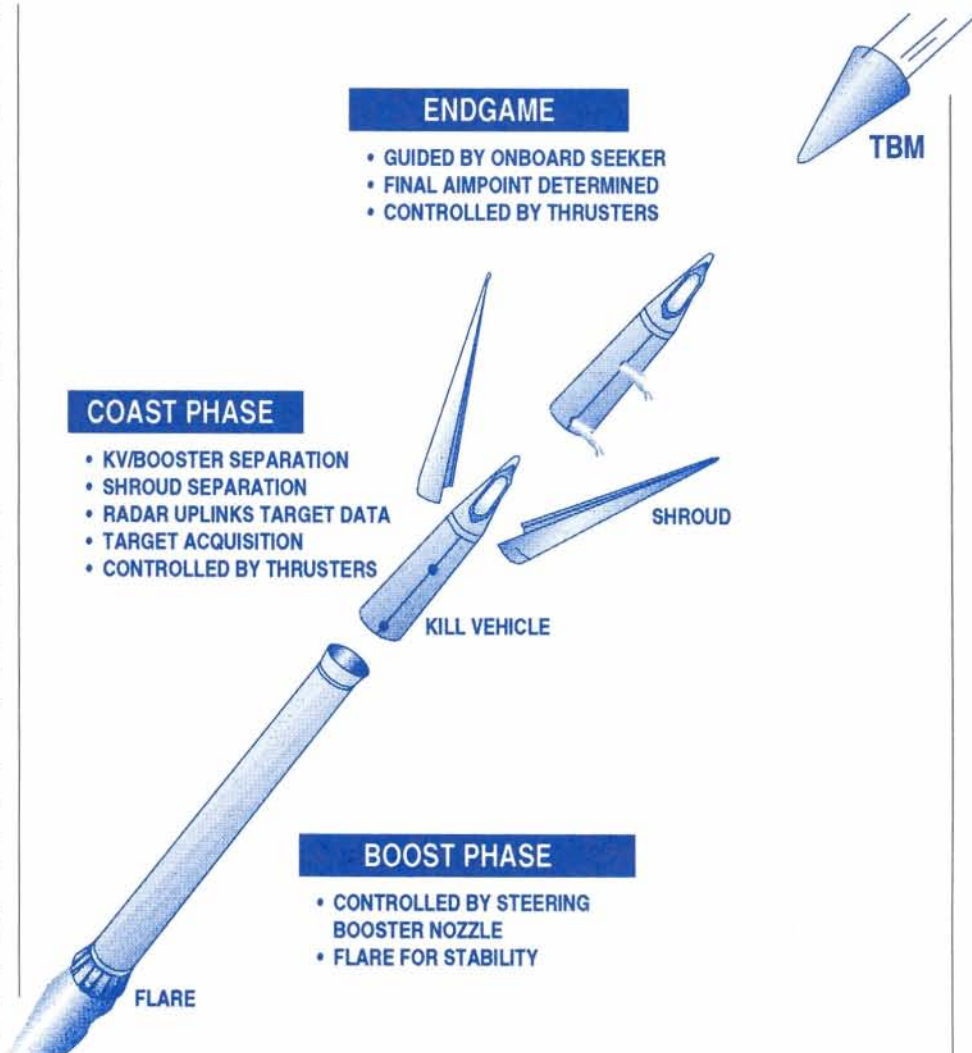 ENDGAME
• GUIDED BY ONBOARD SEEKER
• FINAL AIMPOINT DETERMINED
• CONTROLLED BY THRUSTERS
TBM
COAST PHASE
• KV/BOOSTER SEPARATION
• SHROUD SEPARATION
• RADAR UPLINKS TARGET DATA
• TARGET ACQUISITION
• CONTROLLED BY THRUSTERS
SHROUD
KILL VEHICLE
BOOST PHASE
• CONTROLLED BY STEERING
BOOSTER NOZZLE
• FLARE FOR STABILITY
FLARE